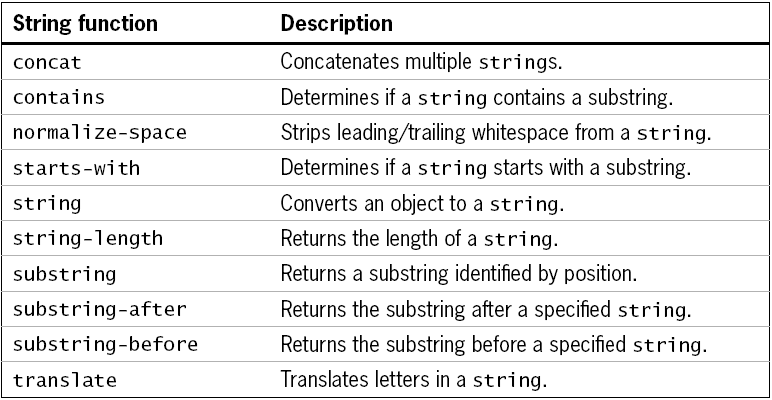 String function Description
concat Concatenates multiple strings.
contains Determines if a string contains a substring.
normalize-space Strips leading/trailing whitespace from a string.
starts-with Determines if a string starts with a substring.
string Converts an object to a string.
string-length Returns the length of a string.
substring Returns a substring identified by position.
substring-after Returns the substring after a specified string.
substring-before Returns the substring before a specified string.
translate Translates letters in a string.